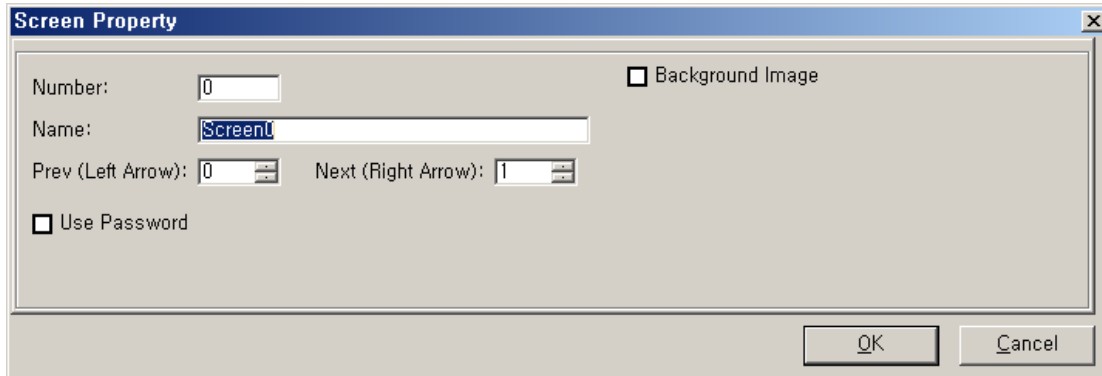 Screen Property
Number: 0
Background Image
Name: Screen0
Prev (Left Arrow): 0 Next (Right Arrow): 1
Use Password
OK Cancel